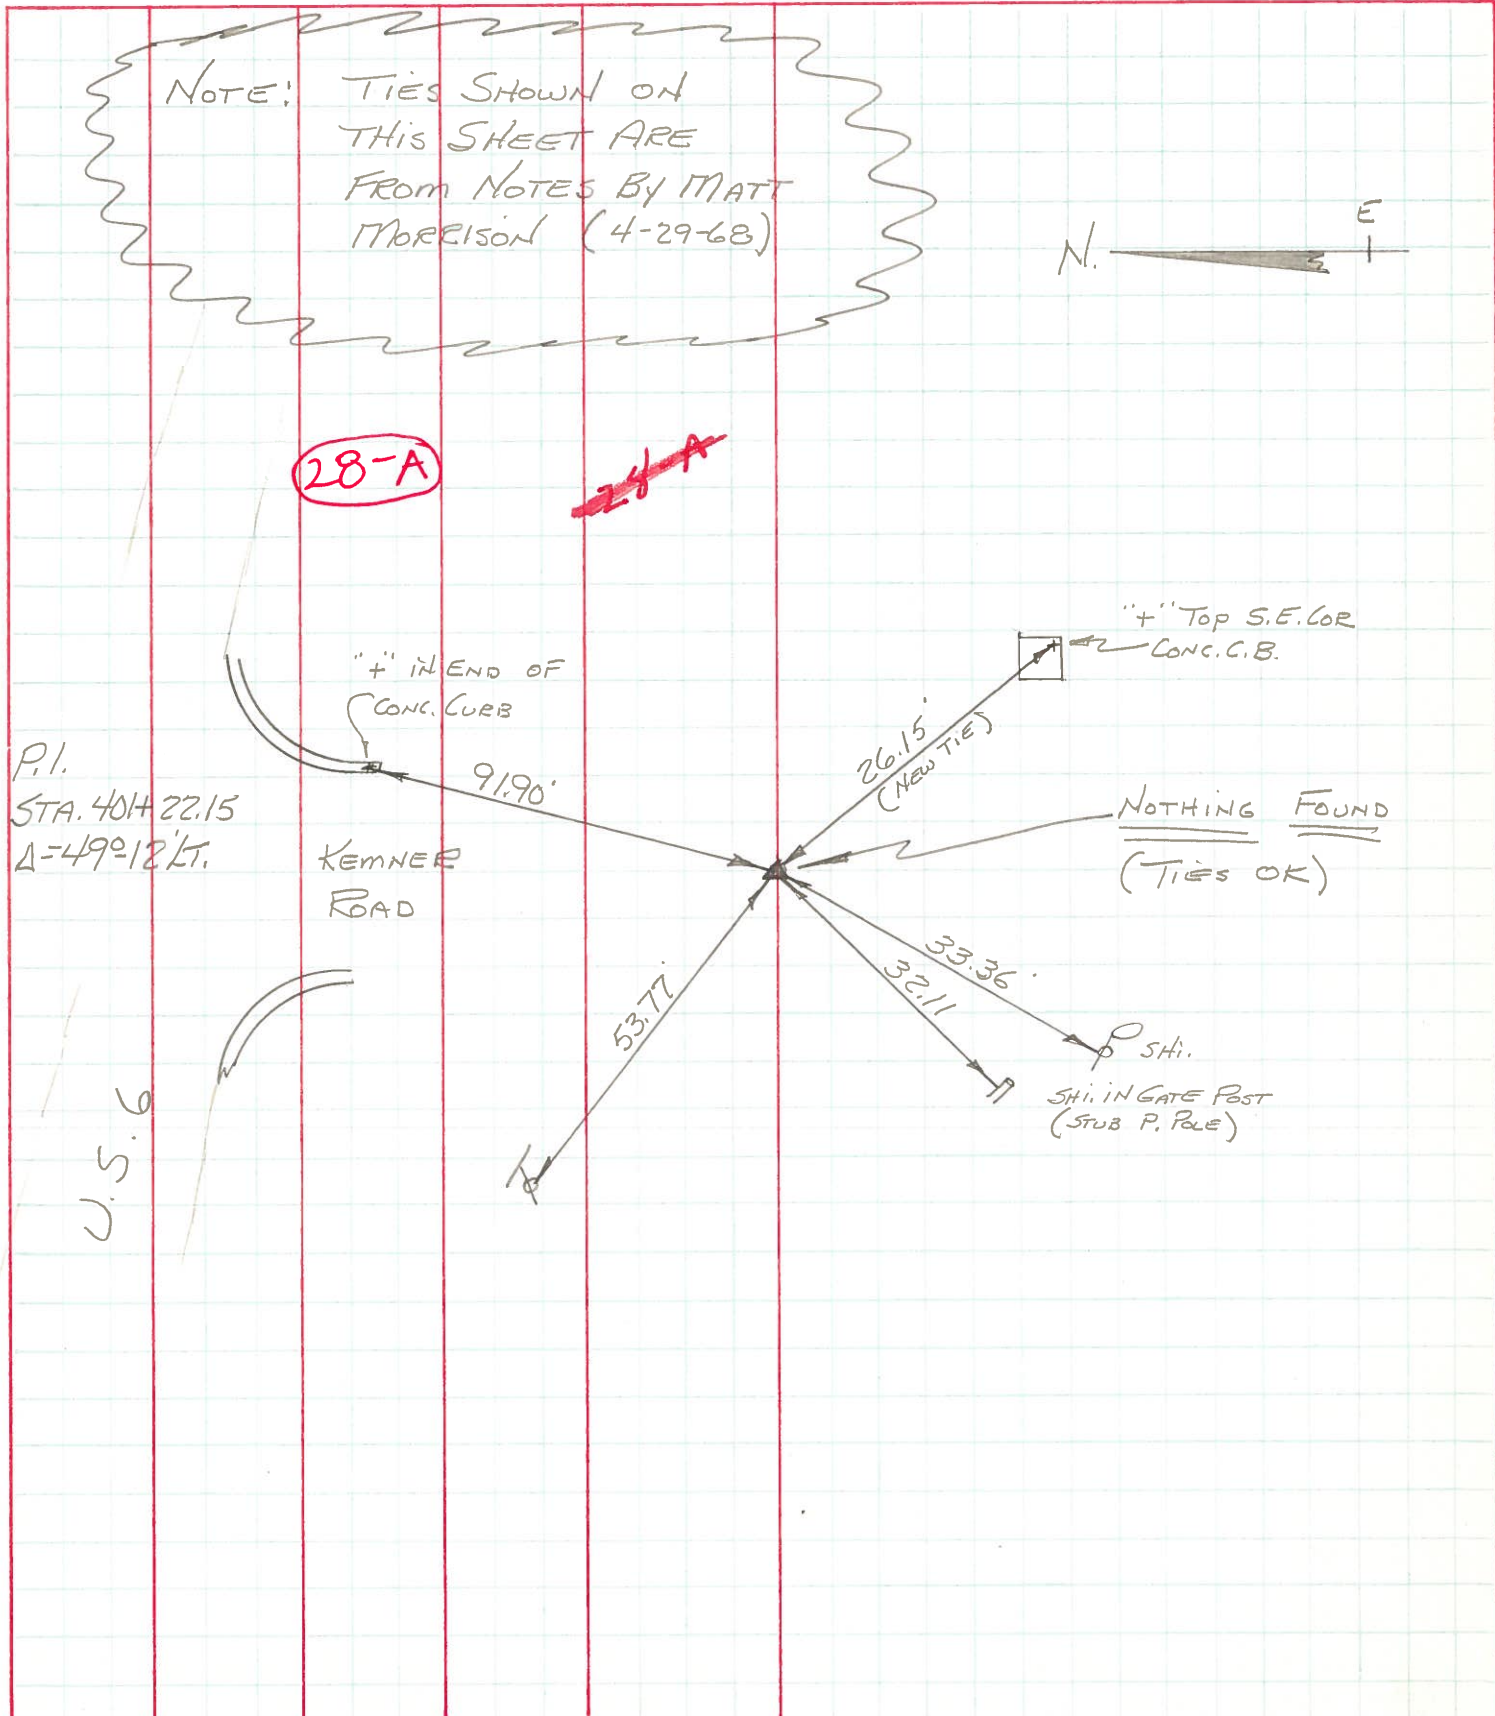 NOTE: TIES SHOWN ON
THIS SHEET ARE
FROM NOTES BY MATT
MORRISON (4-29-68)
N.
E
28-A
28-A
"+" TOP S.E. COR
CONC. C.B.
"+" IN END OF
CONC. CURB
26.15'
(NEW TIE)
91.90'
P.I.
STA. 401+22.15
Δ=49°-12' LT.
NOTHING FOUND
(TIES OK)
KEMNER
ROAD
33.36'
32.11
53.77'
SHI.
SHI. IN GATE POST
(STUB P. POLE)
U.S. 6